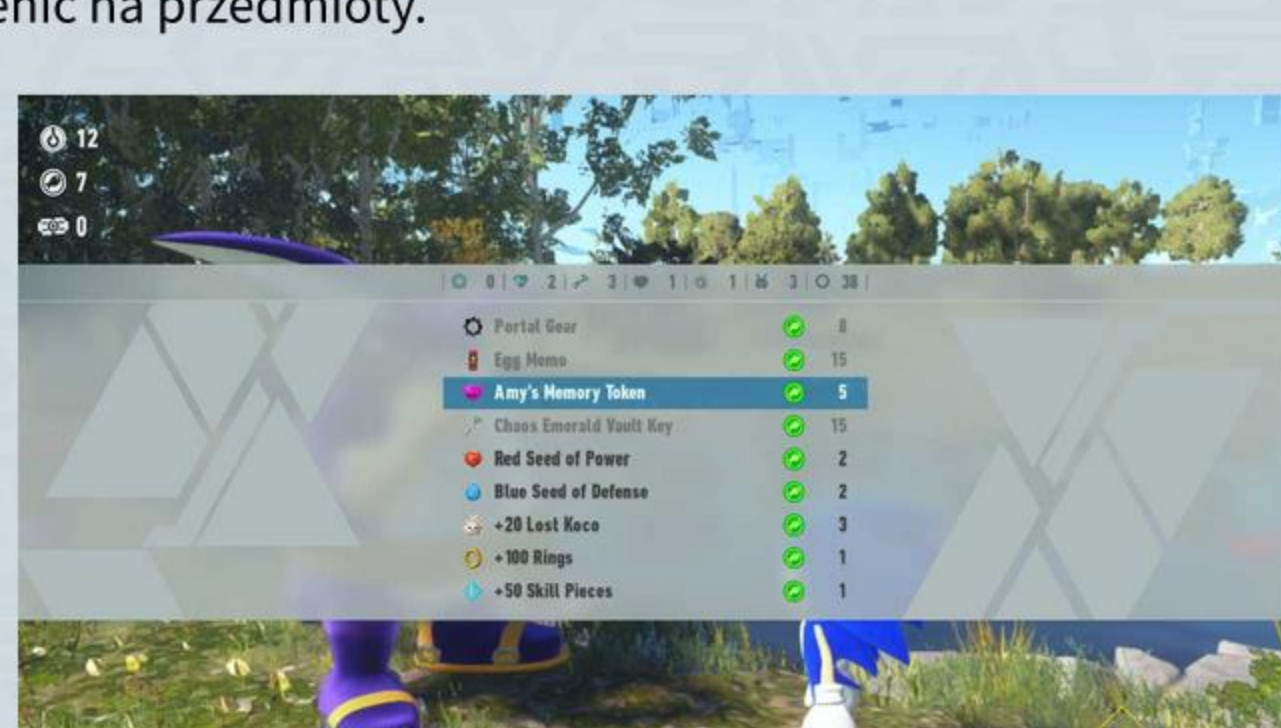 enić na przedmioty.
12
7
0
0 | 2 | 3 | 1 | 1 | 3 | 38
Portal Gear 8
Egg Memo 15
Amy's Memory Token 5
Chaos Emerald Vault Key 15
Red Seed of Power 2
Blue Seed of Defense 2
+20 Lost Koco 3
+100 Rings 1
+50 Skill Pieces 1